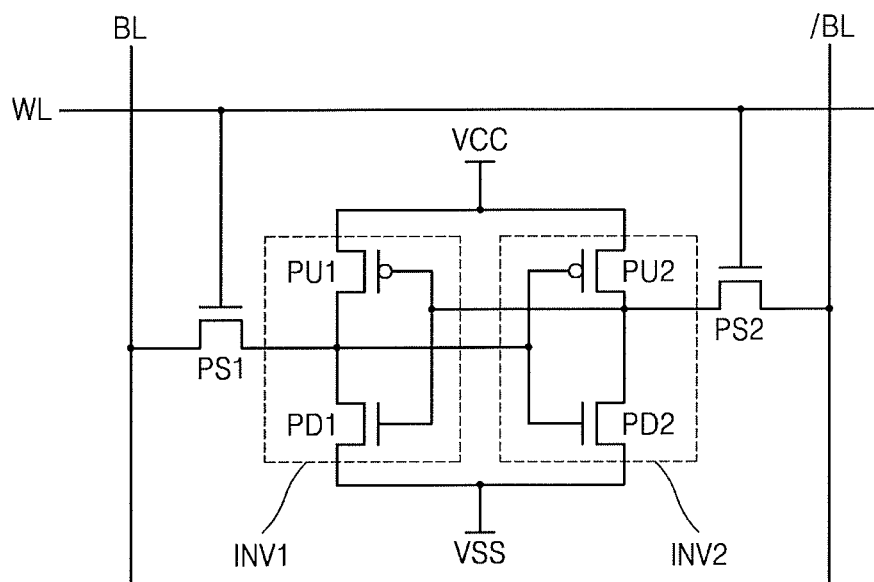 BL
/BL
WL
VCC
PU1
PU2
PS1
PS2
PD1
PD2
INV1
VSS
INV2